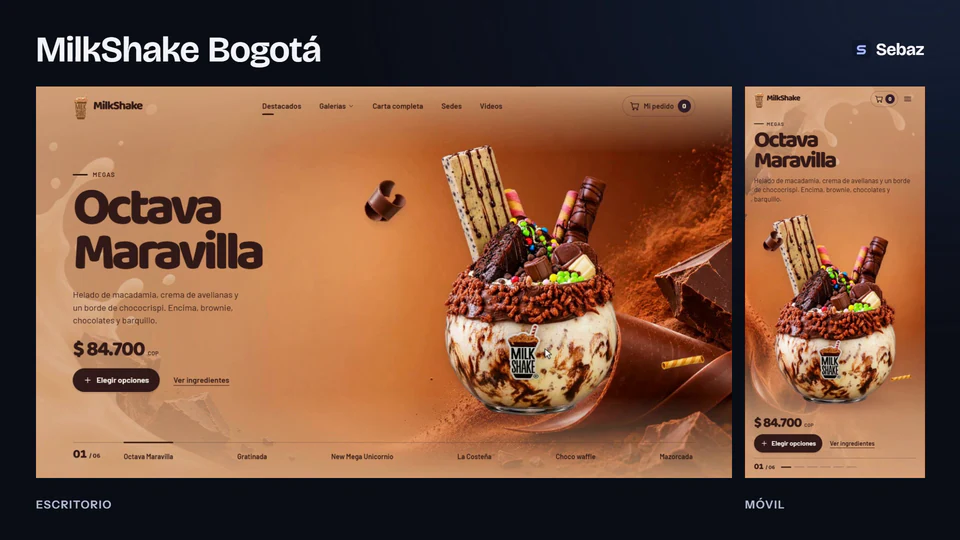 MilkShake Bogotá
S Sebaz
MilkShake
Destacados Galerías Carta completa Sedes Videos
Mi pedido 0
MEGAS
Octava
Maravilla
Helado de macadamia, crema de avellanas y
un borde de chococrispi. Encima, brownie,
chocolates y barquillo.
$ 84.700 COP
+ Elegir opciones Ver ingredientes
MILK
SHAKE
01 / 06 Octava Maravilla Gratinada New Mega Unicornio La Costeña Choco waffle Mazorcada
ESCRITORIO
MilkShake
0
MEGAS
Octava
Maravilla
Helado de macadamia, crema de avellanas y un borde
de chococrispi. Encima, brownie, chocolates y
barquillo.
MILK
SHAKE
$ 84.700 COP
+ Elegir opciones Ver ingredientes
01 / 06
MÓVIL